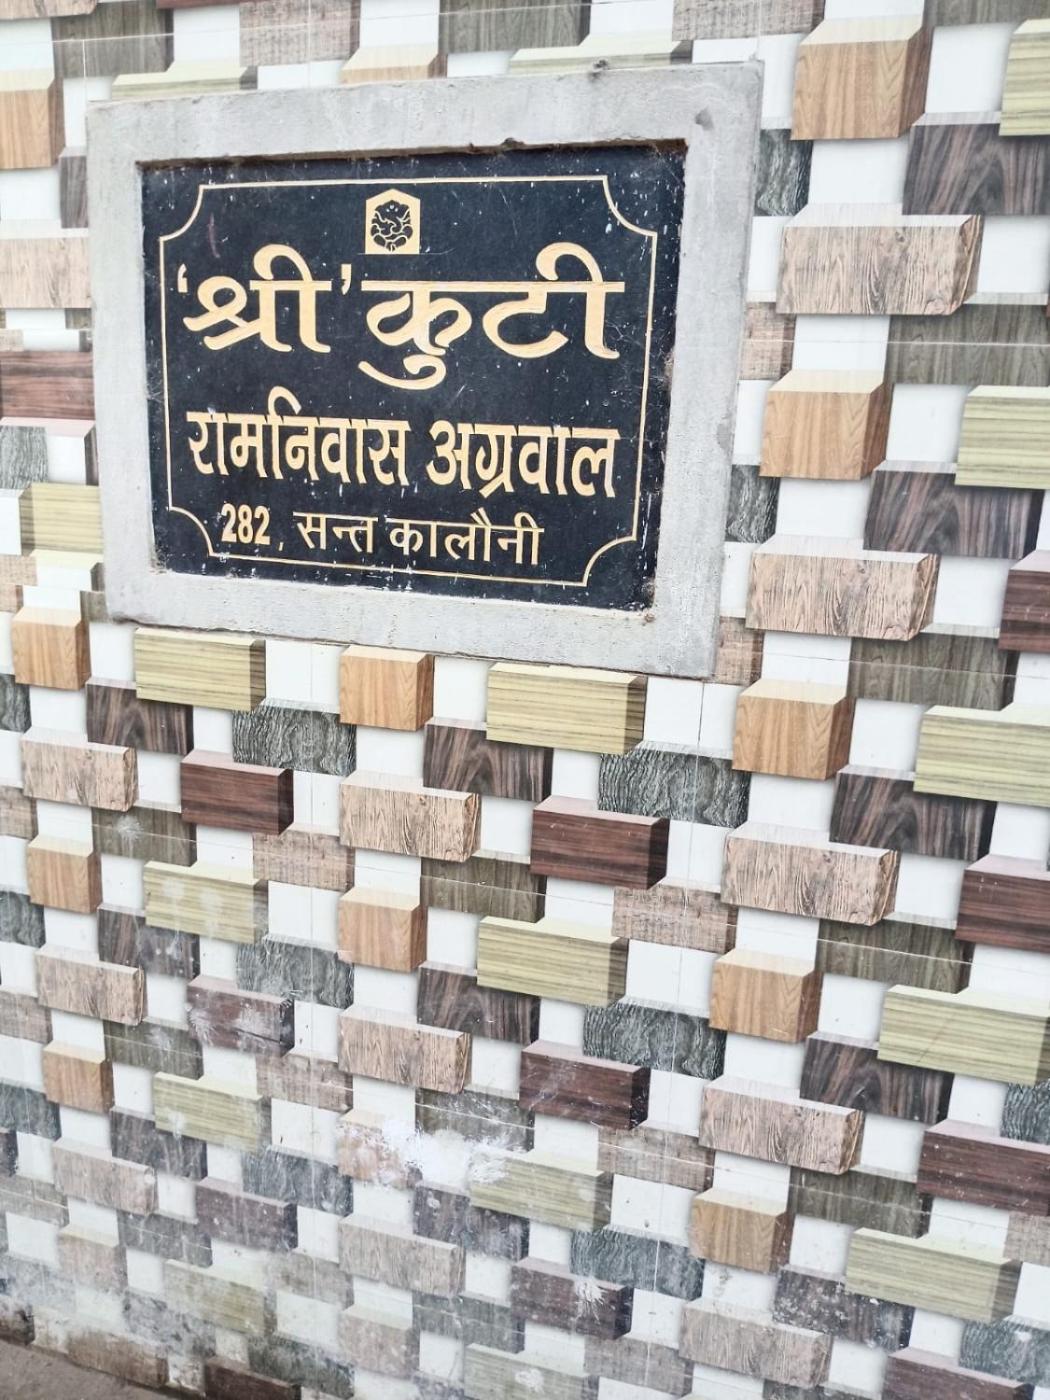 ‘श्री’ कुटी
रामनिवास अग्रवाल
282, सन्त कालौनी